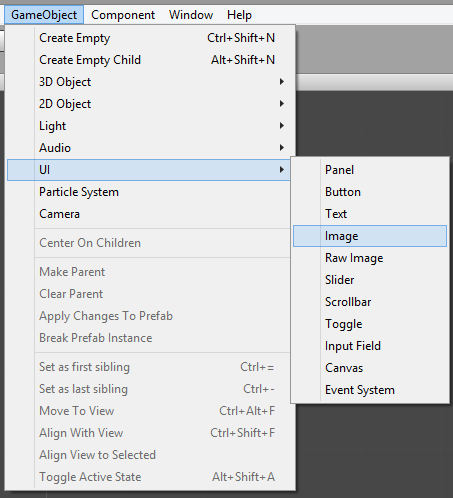 GameObject Component Window Help
Create Empty Ctrl+Shift+N
Create Empty Child Alt+Shift+N
3D Object
2D Object
Light
Audio
UI
Particle System
Camera
Center On Children
Make Parent
Clear Parent
Apply Changes To Prefab
Break Prefab Instance
Set as first sibling Ctrl+=
Set as last sibling Ctrl+-
Move To View Ctrl+Alt+F
Align With View Ctrl+Shift+F
Align View to Selected
Toggle Active State Alt+Shift+A
Panel
Button
Text
Image
Raw Image
Slider
Scrollbar
Toggle
Input Field
Canvas
Event System